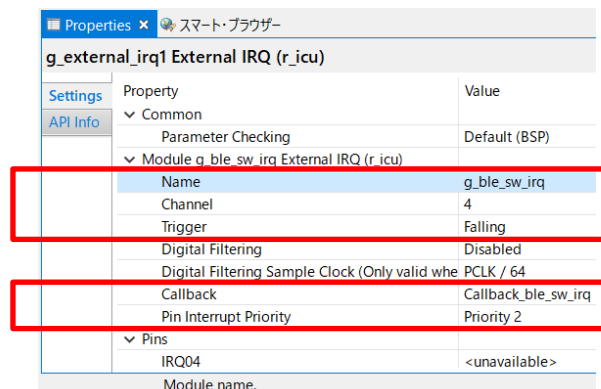 Properties × スマート・ブラウザー
g_external_irq1 External IRQ (r_icu)
Settings
API Info
Property Value
Common
Parameter Checking Default (BSP)
Module g_ble_sw_irq External IRQ (r_icu)
Name g_ble_sw_irq
Channel 4
Trigger Falling
Digital Filtering Disabled
Digital Filtering Sample Clock (Only valid whe PCLK / 64
Callback Callback_ble_sw_irq
Pin Interrupt Priority Priority 2
Pins
IRQ04 <unavailable>
Module name.